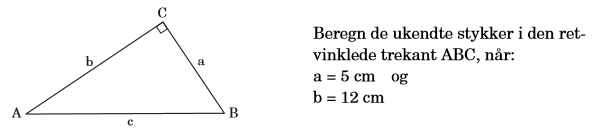 C
b
a
A
B
c
Beregn de ukendte stykker i den ret-
vinklede trekant ABC, når:
a = 5 cm og
b = 12 cm